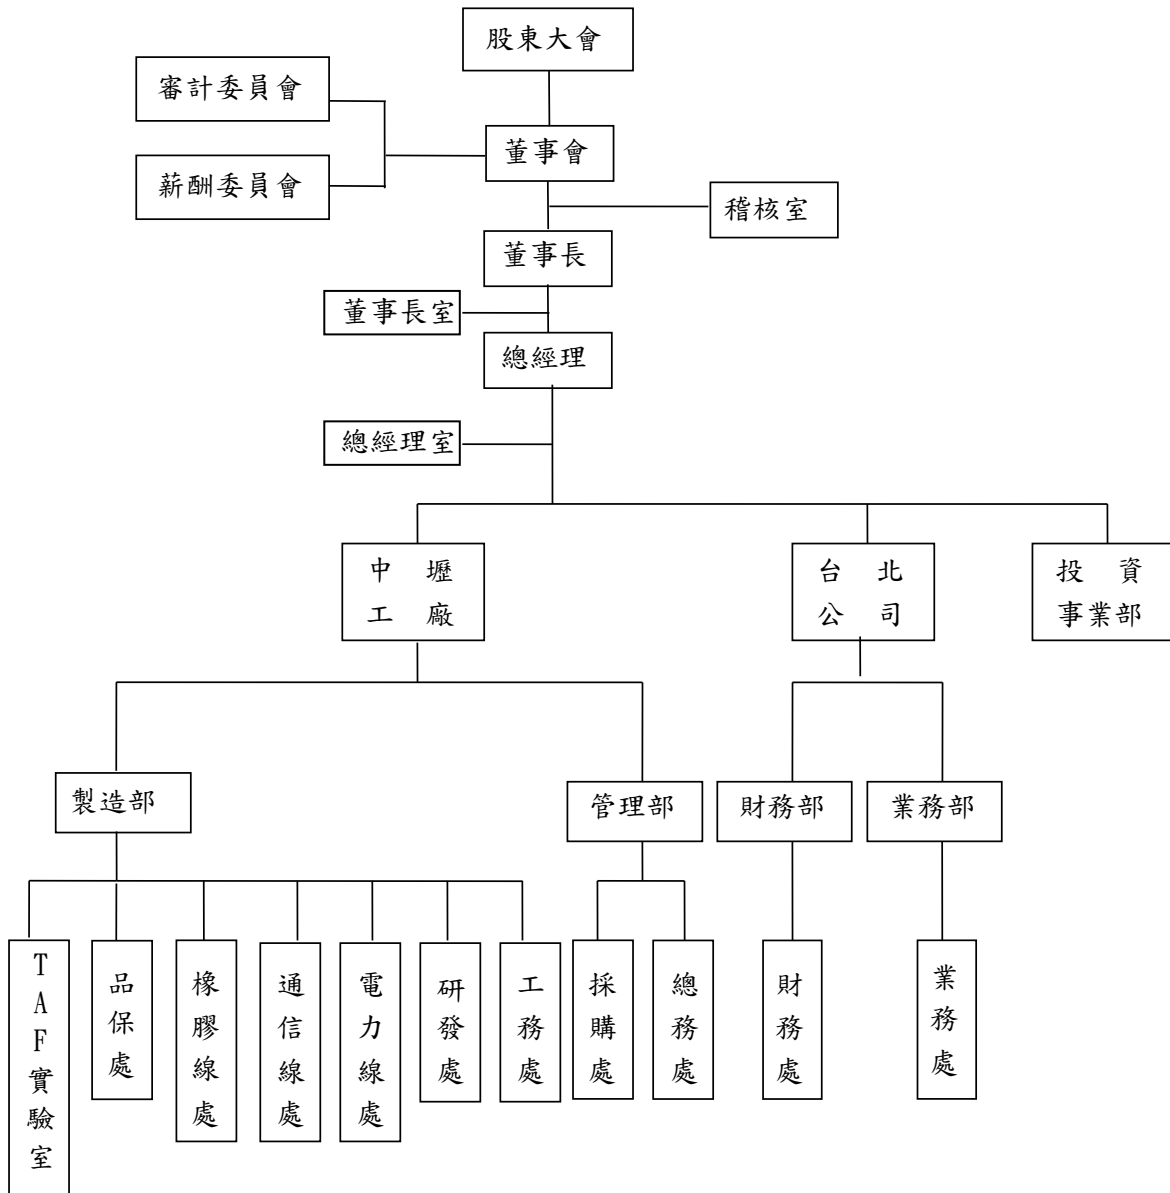 股東大會
審計委員會
董事會
薪酬委員會
稽核室
董事長
董事長室
總經理
總經理室
中 壢
工 廠
台 北
公 司
投 資
事業部
製造部
管理部
財務部
業務部
TAF實驗室
品保處
橡膠線處
通信線處
電力線處
研發處
工務處
採購處
總務處
財務處
業務處